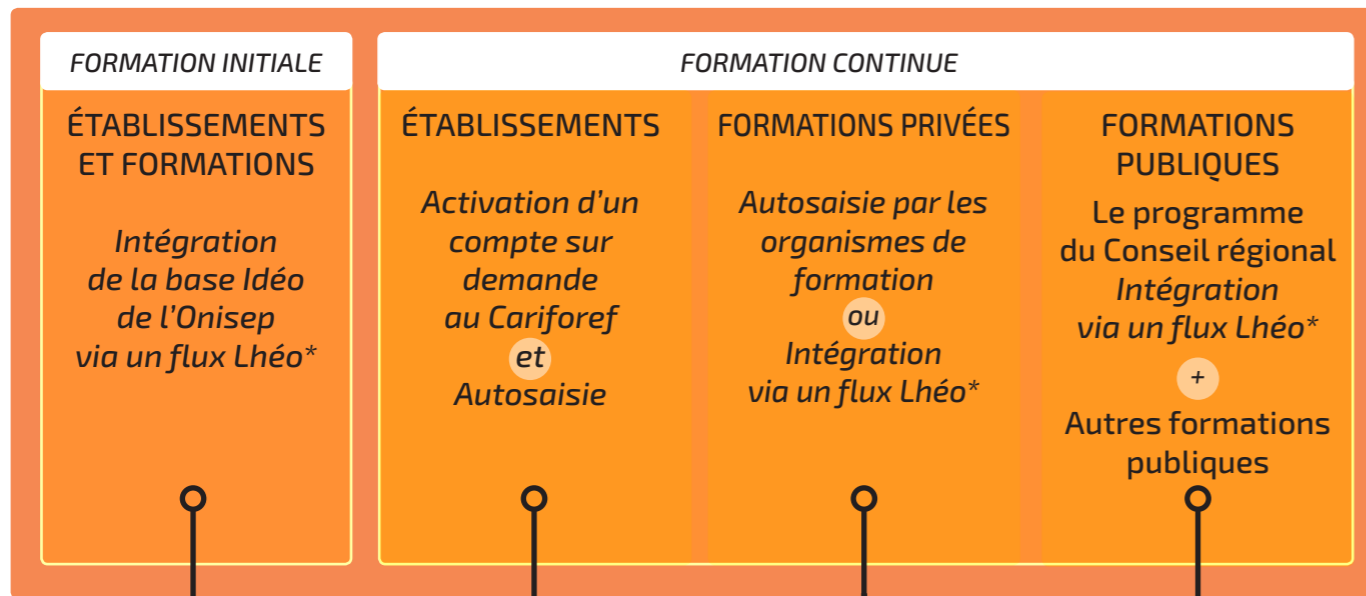 FORMATION INITIALE
ÉTABLISSEMENTS
ET FORMATIONS
Intégration
de la base Idéo
de l’Onisep
via un flux Lhéo*
FORMATION CONTINUE
ÉTABLISSEMENTS
Activation d’un
compte sur
demande
au Cariforef
et
Autosaisie
FORMATIONS PRIVÉES
Autosaisie par les
organismes de
formation
ou
Intégration
via un flux Lhéo*
FORMATIONS
PUBLIQUES
Le programme
du Conseil régional
Intégration
via un flux Lhéo*
+
Autres formations
publiques